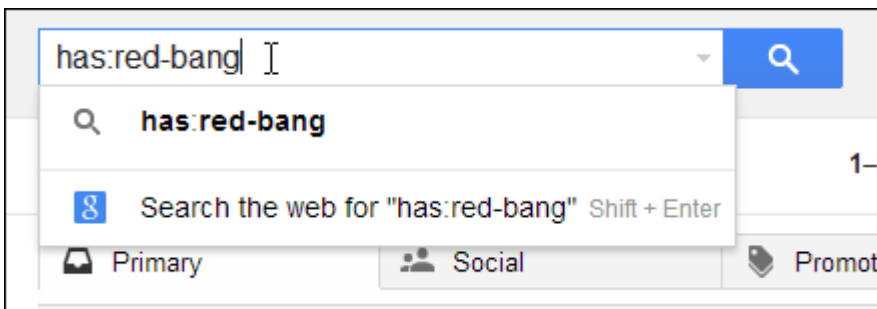 has:red-bang
has:red-bang
1–
Search the web for "has:red-bang" Shift + Enter
Primary Social Promot